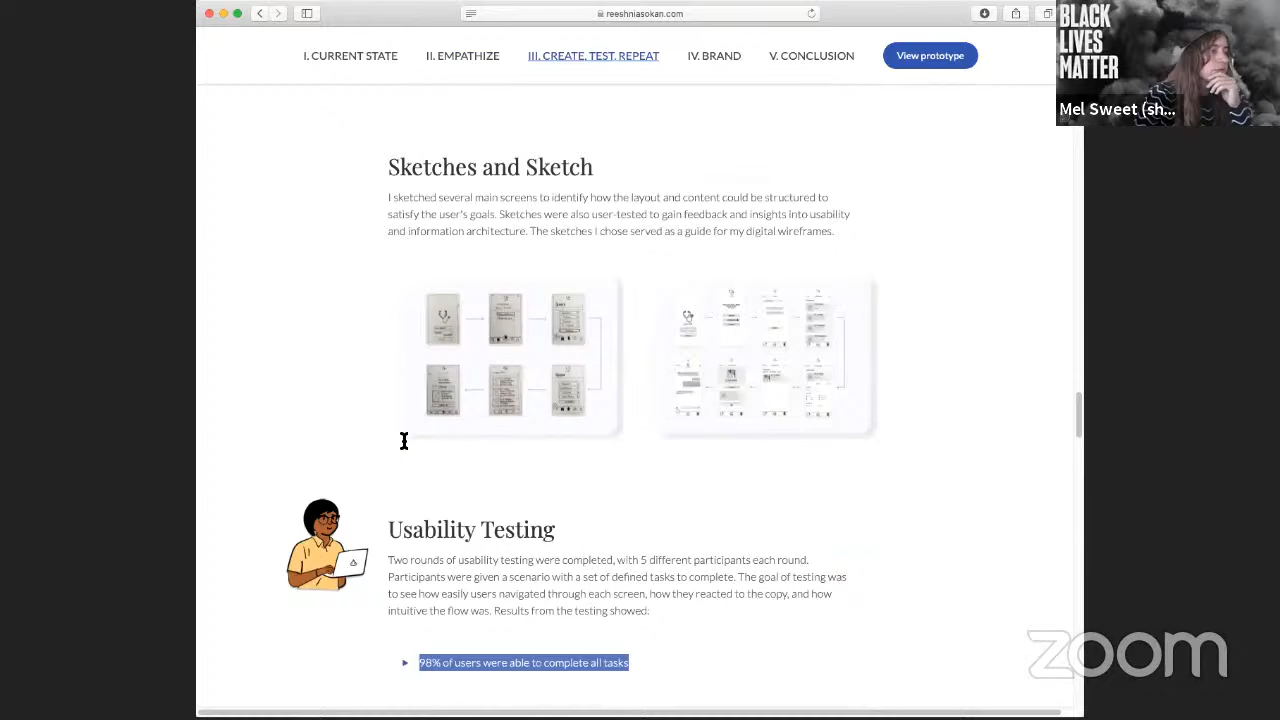 reeshniasokan.com
I. CURRENT STATE
II. EMPATHIZE
III. CREATE, TEST, REPEAT
IV. BRAND
V. CONCLUSION
View prototype
BLACK
LIVES
MATTER
Mel Sweet (sh...
Sketches and Sketch
I sketched several main screens to identify how the layout and content could be structured to
satisfy the user's goals. Sketches were also user-tested to gain feedback and insights into usability
and information architecture. The sketches I chose served as a guide for my digital wireframes.
Usability Testing
Two rounds of usability testing were completed, with 5 different participants each round.
Participants were given a scenario with a set of defined tasks to complete. The goal of testing was
to see how easily users navigated through each screen, how they reacted to the copy, and how
intuitive the flow was. Results from the testing showed:
98% of users were able to complete all tasks
zoom